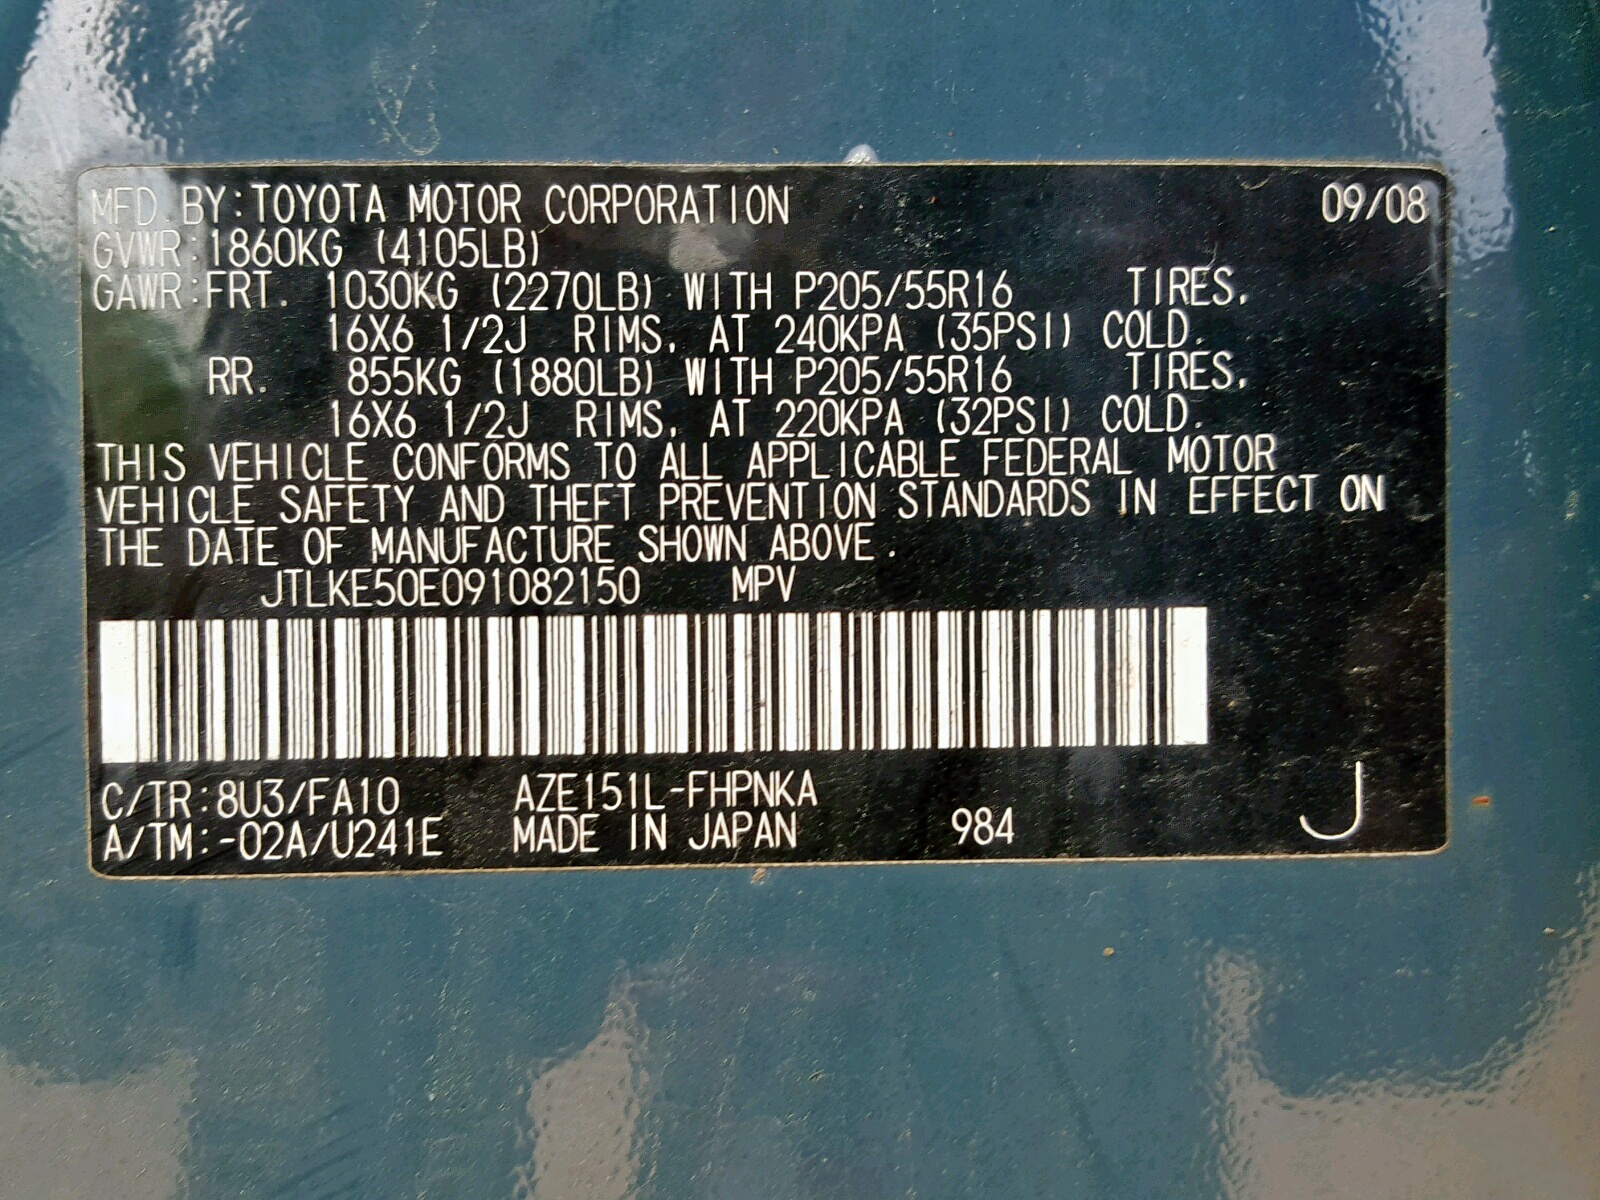 MFD.BY:TOYOTA MOTOR CORPORATION 09/08
GVWR:1860KG (4105LB)
GAWR:FRT. 1030KG (2270LB) WITH P205/55R16 TIRES,
16X6 1/2J RIMS, AT 240KPA (35PSI) COLD.
RR. 855KG (1880LB) WITH P205/55R16 TIRES,
16X6 1/2J RIMS, AT 220KPA (32PSI) COLD.
THIS VEHICLE CONFORMS TO ALL APPLICABLE FEDERAL MOTOR
VEHICLE SAFETY AND THEFT PREVENTION STANDARDS IN EFFECT ON
THE DATE OF MANUFACTURE SHOWN ABOVE.
JTLKE50E091082150 MPV
C/TR:8U3/FA10 AZE151L-FHPNKA
A/TM:-02A/U241E MADE IN JAPAN 984 J